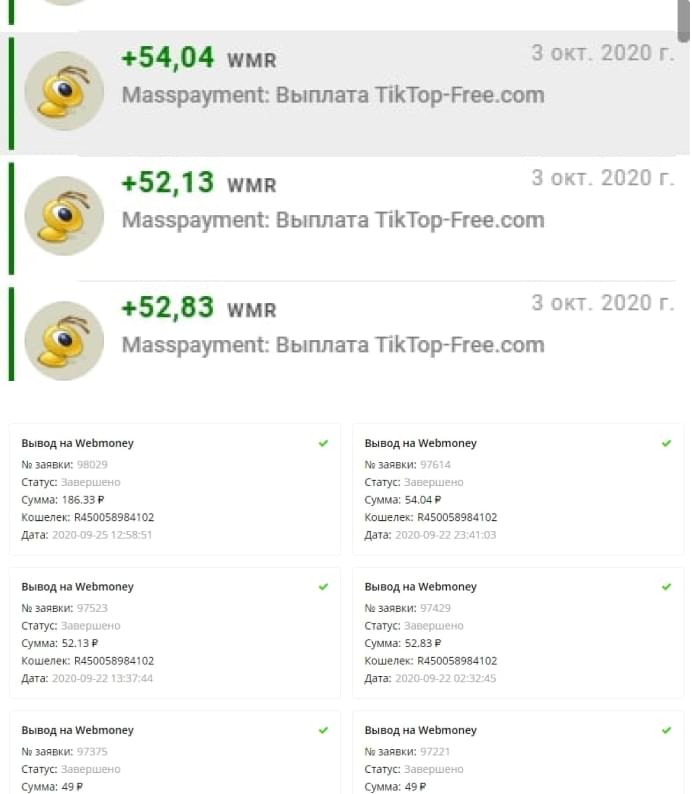 +54,04 WMR 3 окт. 2020 г.
Masspayment: Выплата TikTop-Free.com
+52,13 WMR 3 окт. 2020 г.
Masspayment: Выплата TikTop-Free.com
+52,83 WMR 3 окт. 2020 г.
Masspayment: Выплата TikTop-Free.com
Вывод на Webmoney
№ заявки: 98029
Статус: Завершено
Сумма: 186.33 ₽
Кошелек: R450058984102
Дата: 2020-09-25 12:58:51
Вывод на Webmoney
№ заявки: 97614
Статус: Завершено
Сумма: 54.04 ₽
Кошелек: R450058984102
Дата: 2020-09-22 23:41:03
Вывод на Webmoney
№ заявки: 97523
Статус: Завершено
Сумма: 52.13 ₽
Кошелек: R450058984102
Дата: 2020-09-22 13:37:44
Вывод на Webmoney
№ заявки: 97429
Статус: Завершено
Сумма: 52.83 ₽
Кошелек: R450058984102
Дата: 2020-09-22 02:32:45
Вывод на Webmoney
№ заявки: 97375
Статус: Завершено
Сумма: 49 ₽
Вывод на Webmoney
№ заявки: 97221
Статус: Завершено
Сумма: 49 ₽